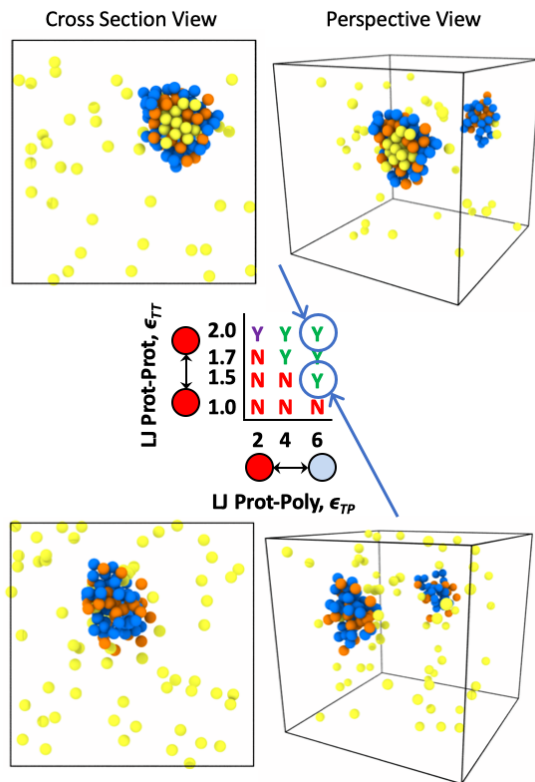 Cross Section View
Perspective View
LJ Prot-Prot, ϵTT
2.0 Y Y Y
1.7 N Y Y
1.5 N N Y
1.0 N N N
2 4 6
LJ Prot-Poly, ϵTP